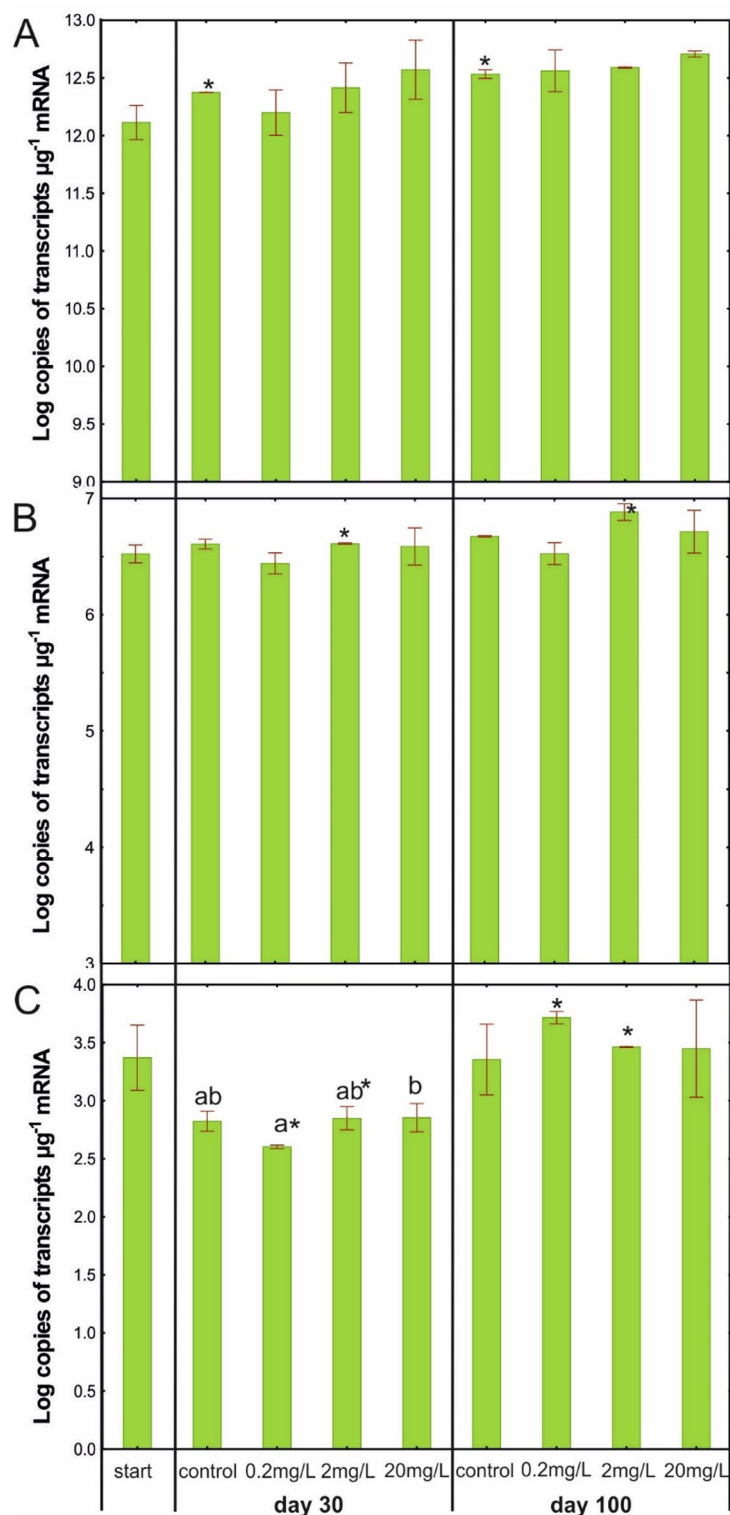 A
Log copies of transcripts µg⁻¹ mRNA
13.0
12.5
12.0
11.5
11.0
10.5
10.0
9.5
9.0
*
*
B
Log copies of transcripts µg⁻¹ mRNA
7
6
5
4
3
*
*
C
Log copies of transcripts µg⁻¹ mRNA
4.0
3.5
3.0
2.5
2.0
1.5
1.0
0.5
0.0
ab
a*
ab*
b
*
*
start control 0.2mg/L 2mg/L 20mg/L control 0.2mg/L 2mg/L 20mg/L
day 30 day 100